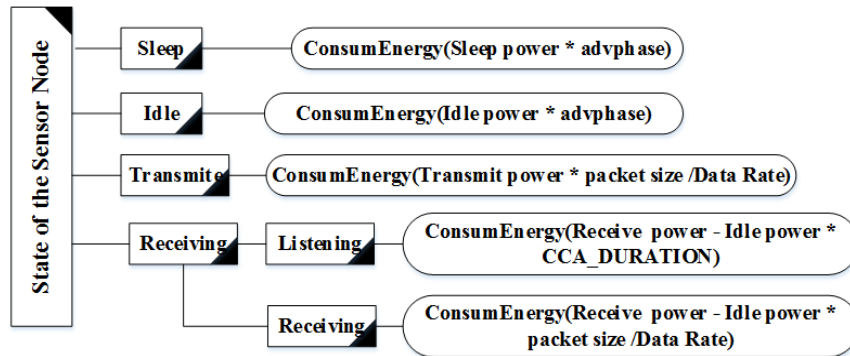 State of the Sensor Node
Sleep
ConsumEnergy(Sleep power * advphase)
Idle
ConsumEnergy(Idle power * advphase)
Transmite
ConsumEnergy(Transmit power * packet size /Data Rate)
Receiving
Listening
ConsumEnergy(Receive power - Idle power *
CCA_DURATION)
Receiving
ConsumEnergy(Receive power - Idle power *
packet size /Data Rate)